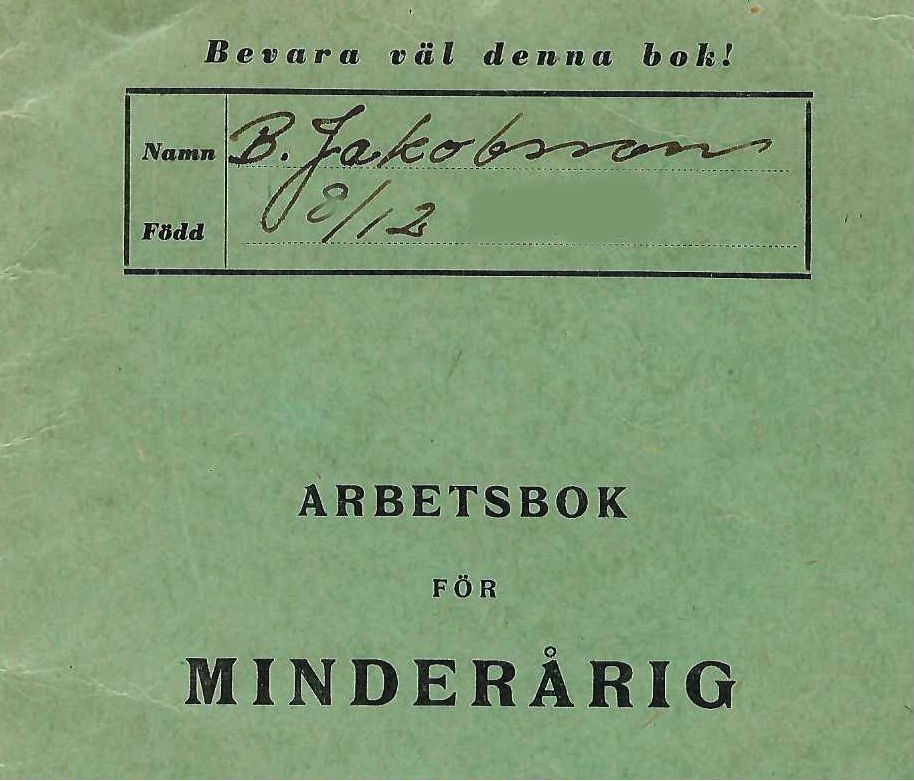 Bevara väl denna bok!
Namn B. Jakobsson
Född 8/12
ARBETSBOK
FÖR
MINDERÅRIG